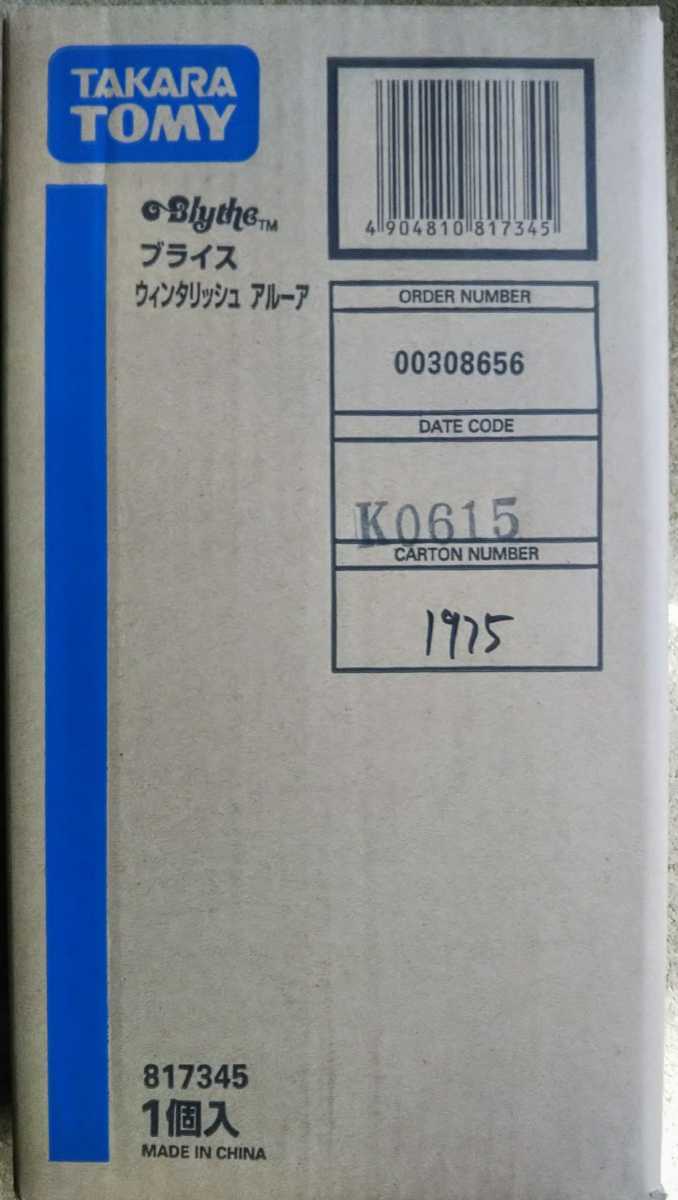 TAKARA
TOMY
Blythe™
ブライス
ウィンタリッシュ アルーア
4 904810 817345
ORDER NUMBER
00308656
DATE CODE
K0615
CARTON NUMBER
1975
817345
1個入
MADE IN CHINA